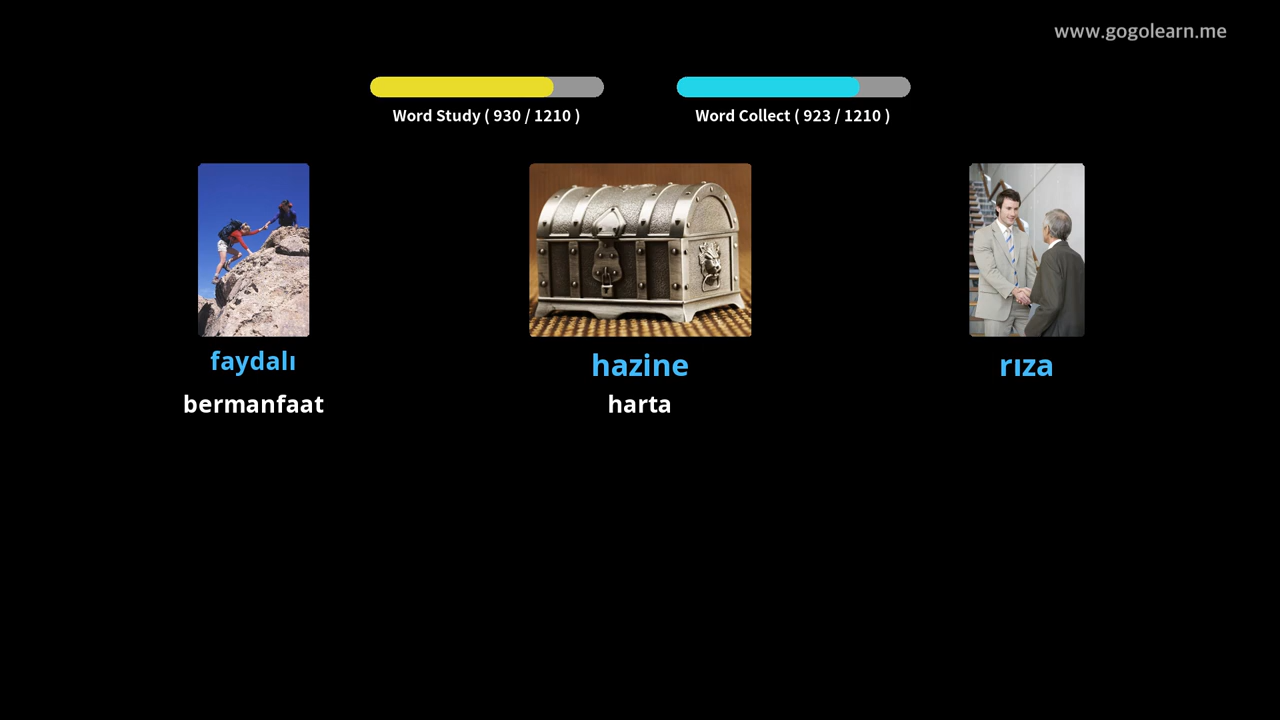 www.gogolearn.me
Word Study ( 930 / 1210 )
Word Collect ( 923 / 1210 )
faydalı
bermanfaat
hazine
harta
rıza